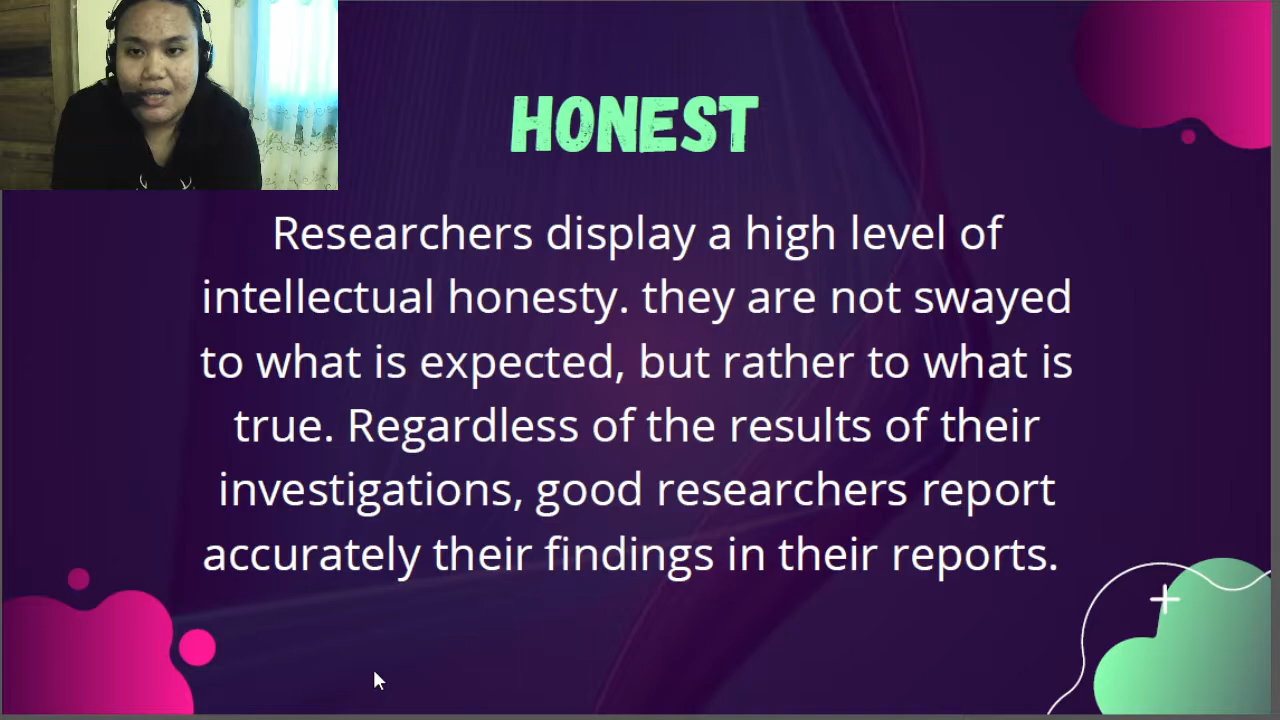 HONEST
Researchers display a high level of
intellectual honesty. they are not swayed
to what is expected, but rather to what is
true. Regardless of the results of their
investigations, good researchers report
accurately their findings in their reports.